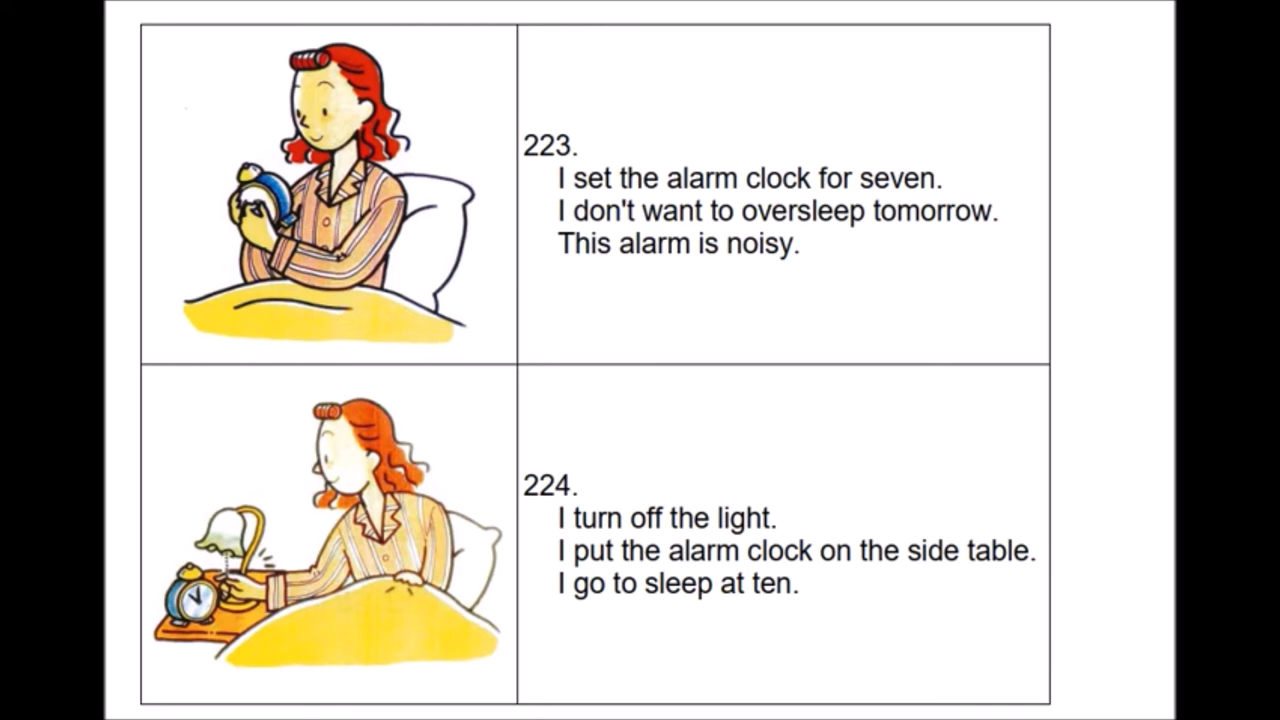 223.
I set the alarm clock for seven.
I don't want to oversleep tomorrow.
This alarm is noisy.
224.
I turn off the light.
I put the alarm clock on the side table.
I go to sleep at ten.